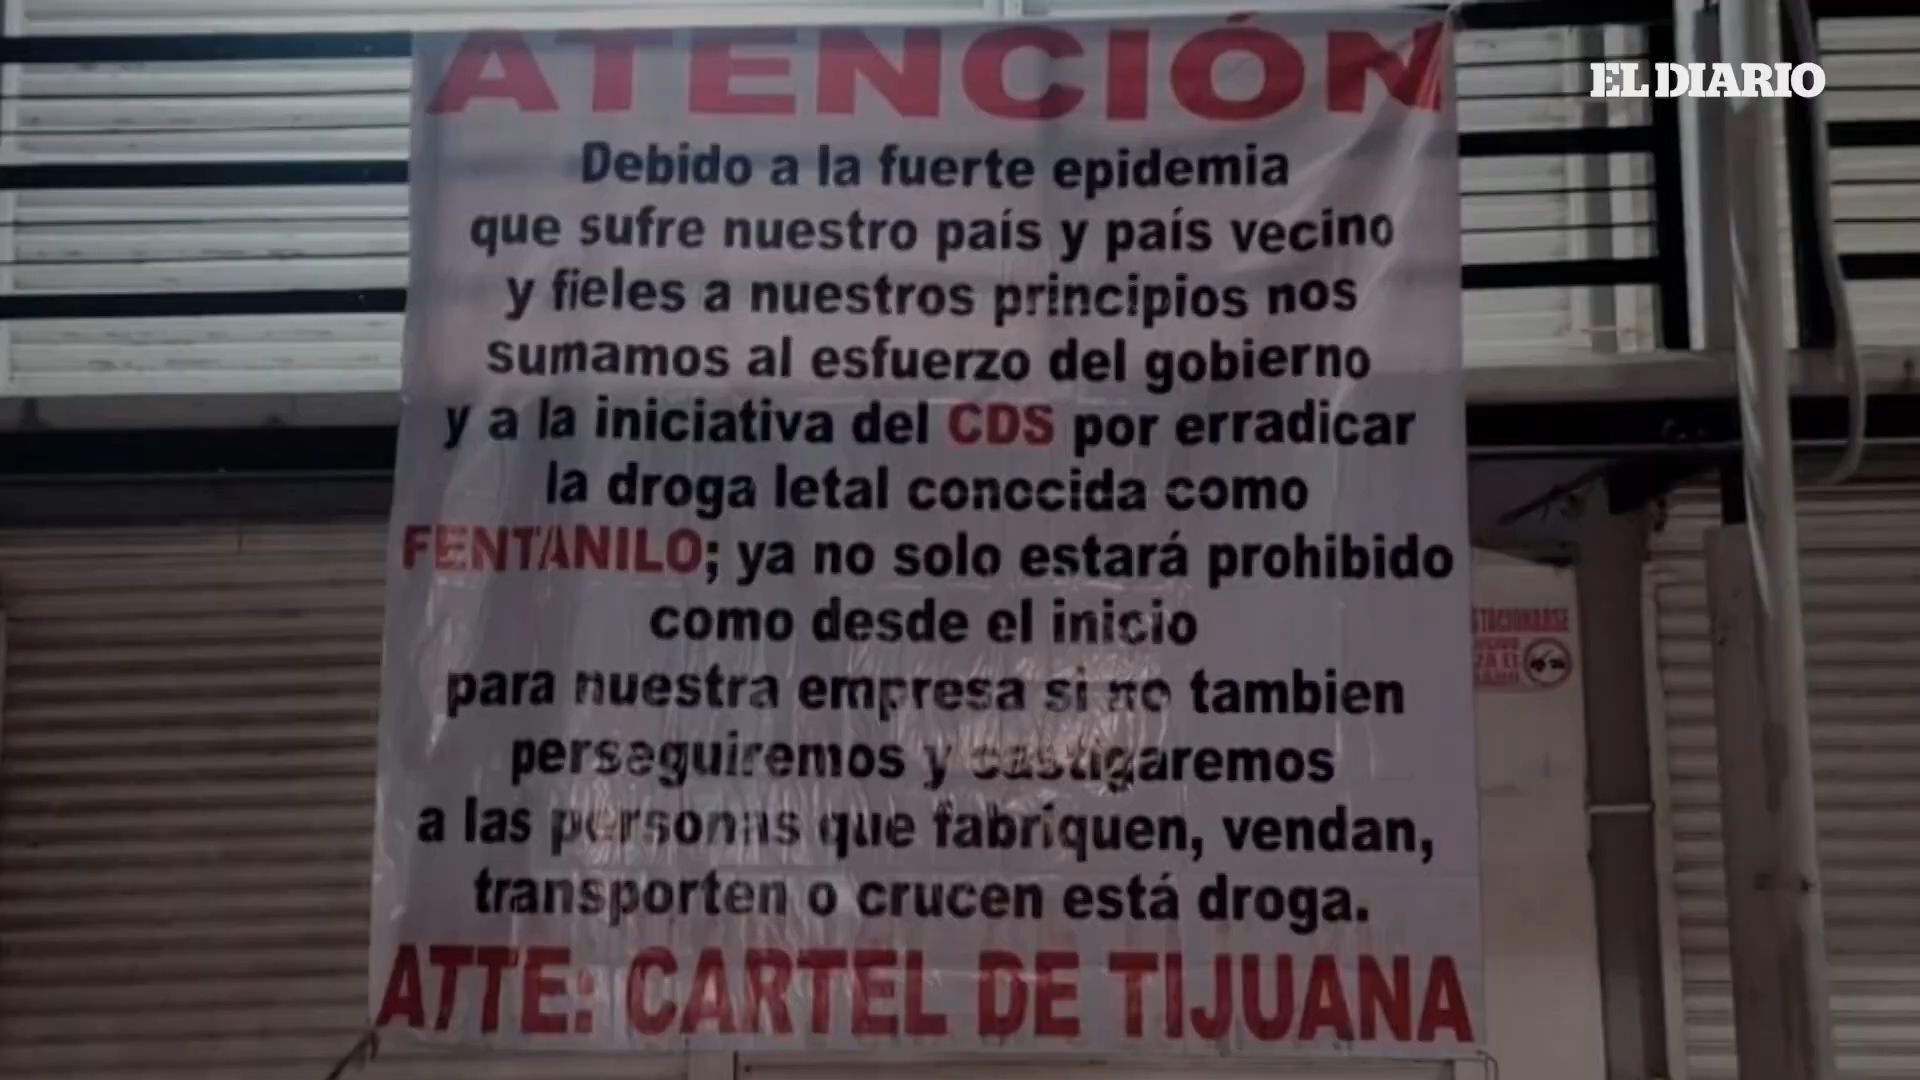 ATENCIÓN
EL DIARIO
Debido a la fuerte epidemia
que sufre nuestro país y país vecino
y fieles a nuestros principios nos
sumamos al esfuerzo del gobierno
y a la iniciativa del CDS por erradicar
la droga letal conocida como
FENTANILO; ya no solo estará prohibido
como desde el inicio
para nuestra empresa si no tambien
perseguiremos y castigaremos
a las personas que fabriquen, vendan,
transporten o crucen está droga.
ATTE: CARTEL DE TIJUANA